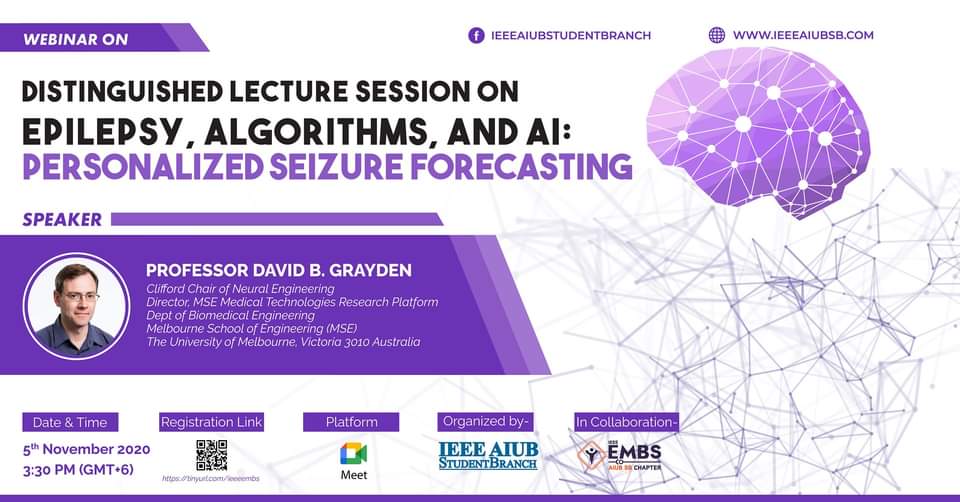 WEBINAR ON
IEEEAIUBSTUDENTBRANCH
WWW.IEEEAIUBSB.COM
DISTINGUISHED LECTURE SESSION ON
EPILEPSY, ALGORITHMS, AND AI:
PERSONALIZED SEIZURE FORECASTING
SPEAKER
PROFESSOR DAVID B. GRAYDEN
Clifford Chair of Neural Engineering
Director, MSE Medical Technologies Research Platform
Dept of Biomedical Engineering
Melbourne School of Engineering (MSE)
The University of Melbourne, Victoria 3010 Australia
Date & Time
5th November 2020
3:30 PM (GMT+6)
Registration Link
https://tinyurl.com/ieeeembs
Platform
Meet
Organized by-
IEEE AIUB
STUDENT BRANCH
In Collaboration-
IEEE
EMBS
AIUB SB CHAPTER